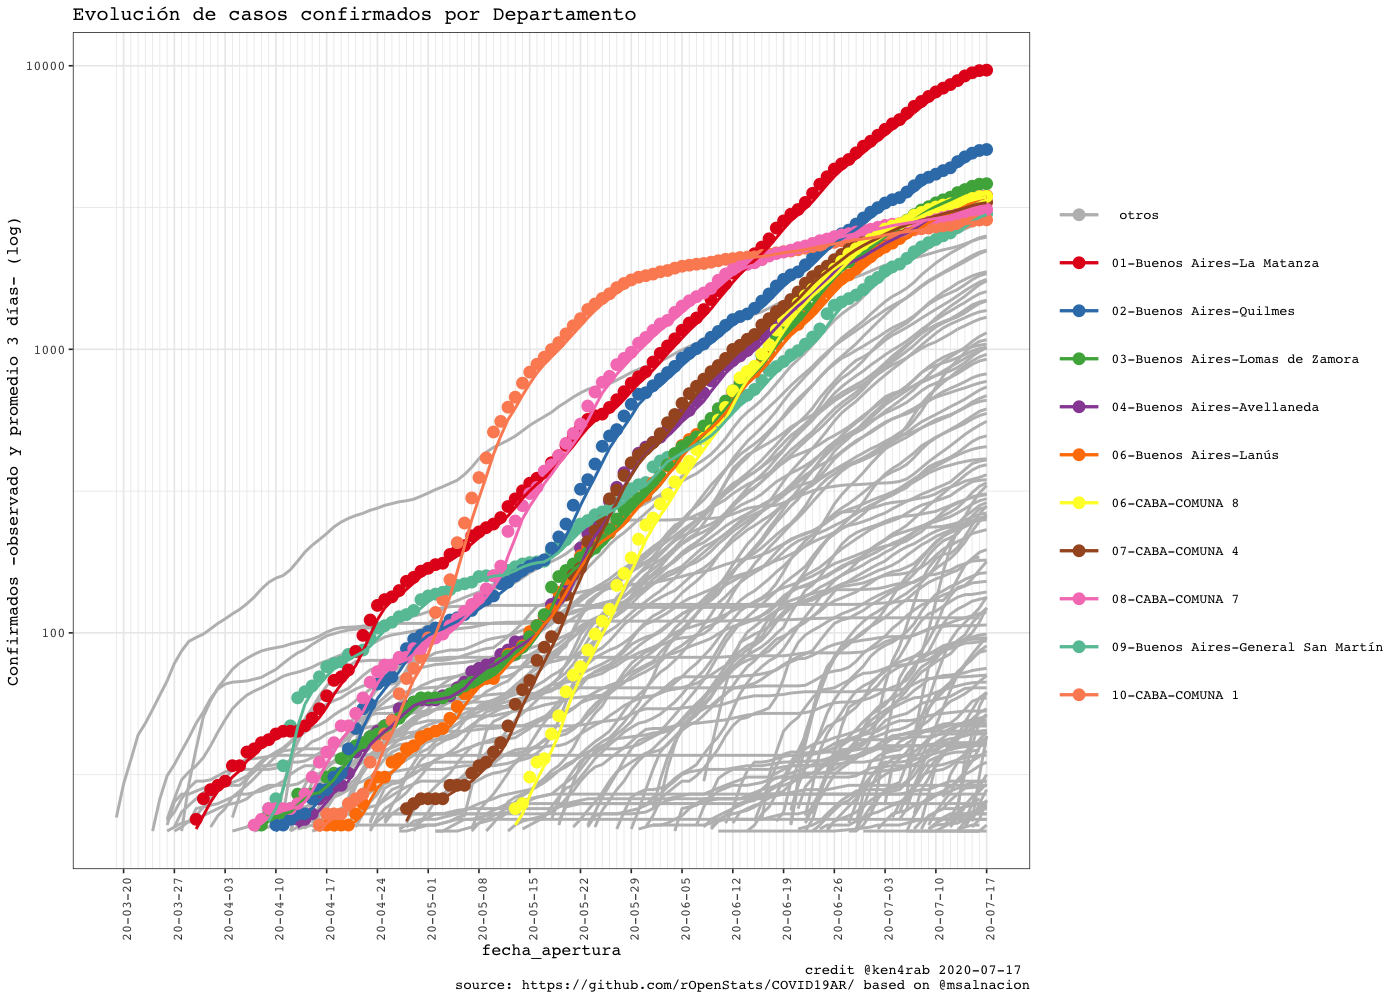 Evolución de casos confirmados por Departamento
Confirmados -observado y promedio 3 días- (log)
10000
1000
100
20-03-20
20-03-27
20-04-03
20-04-10
20-04-17
20-04-24
20-05-01
20-05-08
20-05-15
20-05-22
20-05-29
20-06-05
20-06-12
20-06-19
20-06-26
20-07-03
20-07-10
20-07-17
fecha_apertura
otros
01-Buenos Aires-La Matanza
02-Buenos Aires-Quilmes
03-Buenos Aires-Lomas de Zamora
04-Buenos Aires-Avellaneda
06-Buenos Aires-Lanús
06-CABA-COMUNA 8
07-CABA-COMUNA 4
08-CABA-COMUNA 7
09-Buenos Aires-General San Martín
10-CABA-COMUNA 1
credit @ken4rab 2020-07-17
source: https://github.com/rOpenStats/COVID19AR/ based on @msalnacion